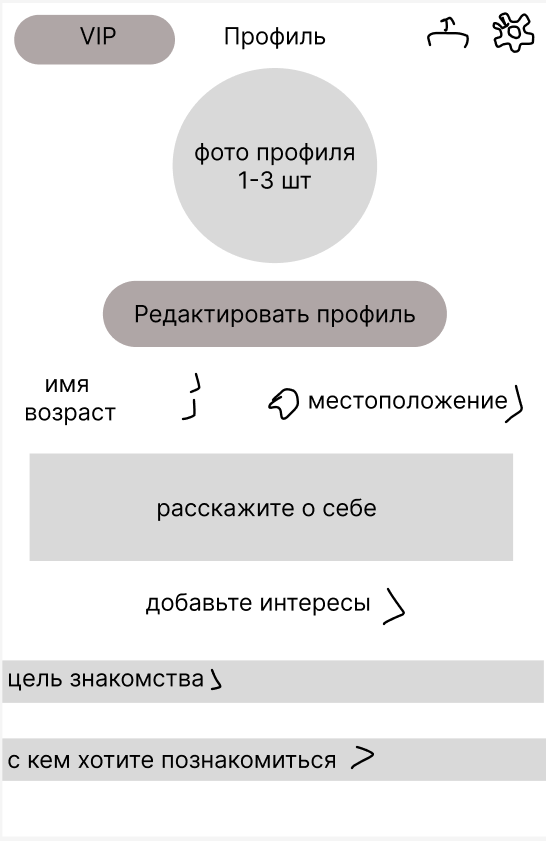 VIP
Профиль
фото профиля
1-3 шт
Редактировать профиль
имя
возраст
местоположение
расскажите о себе
добавьте интересы
цель знакомства
с кем хотите познакомиться